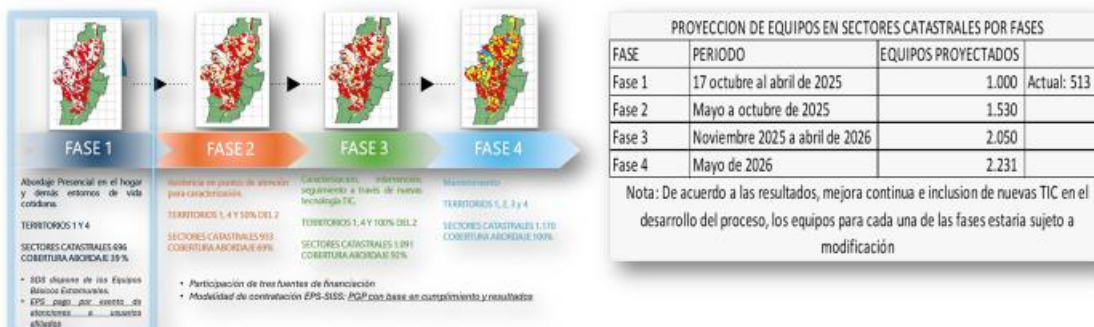 FASE 1
FASE 2
FASE 3
FASE 4
Abordaje Presencial en el hogar
y demás entornos de vida
cotidiana.
TERRITORIOS 1 Y 4
SECTORES CATASTRALES 696
COBERTURA ABORDAJE 39 %
• SDS dispone de los Equipos
Básicos Extramurales.
• EPS pago por evento de
atenciones a usuarios
afiliados
en puntos de atención
para caracterización.
TERRITORIOS 1, 4 Y 50% DEL 2
SECTORES CATASTRALES 933
COBERTURA ABORDAJE 69%
Caracterización, intervención,
seguimiento a través de nuevas
tecnología TIC.
TERRITORIOS 1, 4 Y 100% DEL 2
SECTORES CATASTRALES 1.091
COBERTURA ABORDAJE 92%
Mantenimiento
TERRITORIOS 1, 2, 3 y 4
SECTORES CATASTRALES 1.170
COBERTURA ABORDAJE 100%
• Participación de tres fuentes de financiación
• Modalidad de contratación EPS-SISS: PGP con base en cumplimiento y resultados
PROYECCION DE EQUIPOS EN SECTORES CATASTRALES POR FASES
FASE PERIODO EQUIPOS PROYECTADOS
Fase 1 17 octubre al abril de 2025 1.000 Actual: 513
Fase 2 Mayo a octubre de 2025 1.530
Fase 3 Noviembre 2025 a abril de 2026 2.050
Fase 4 Mayo de 2026 2.231
Nota: De acuerdo a las resultados, mejora continua e inclusion de nuevas TIC en el
desarrollo del proceso, los equipos para cada una de las fases estaria sujeto a
modificación